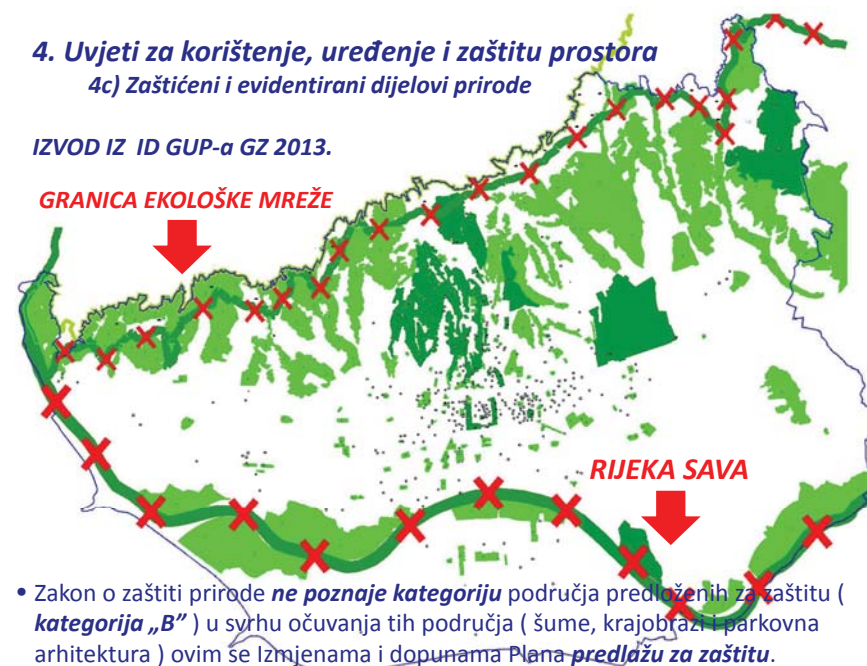 4. Uvjeti za korištenje, uređenje i zaštitu prostora
4c) Zaštićeni i evidentirani dijelovi prirode
IZVOD IZ ID GUP-a GZ 2013.
GRANICA EKOLOŠKE MREŽE
RIJEKA SAVA
• Zakon o zaštiti prirode ne poznaje kategoriju područja predloženih za zaštitu (
kategorija „B” ) u svrhu očuvanja tih područja ( šume, krajobrazi i parkovna
arhitektura ) ovim se Izmjenama i dopunama Plana predlažu za zaštitu.